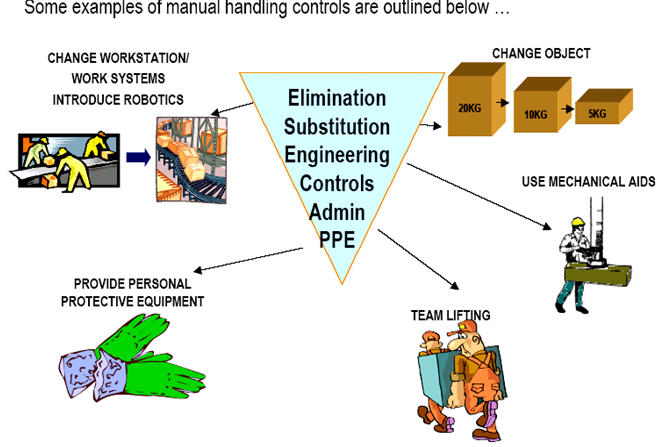 Some examples of manual handling controls are outlined below …
CHANGE WORKSTATION/
WORK SYSTEMS
INTRODUCE ROBOTICS
CHANGE OBJECT
20KG
10KG
5KG
Elimination
Substitution
Engineering
Controls
Admin
PPE
USE MECHANICAL AIDS
PROVIDE PERSONAL
PROTECTIVE EQUIPMENT
TEAM LIFTING